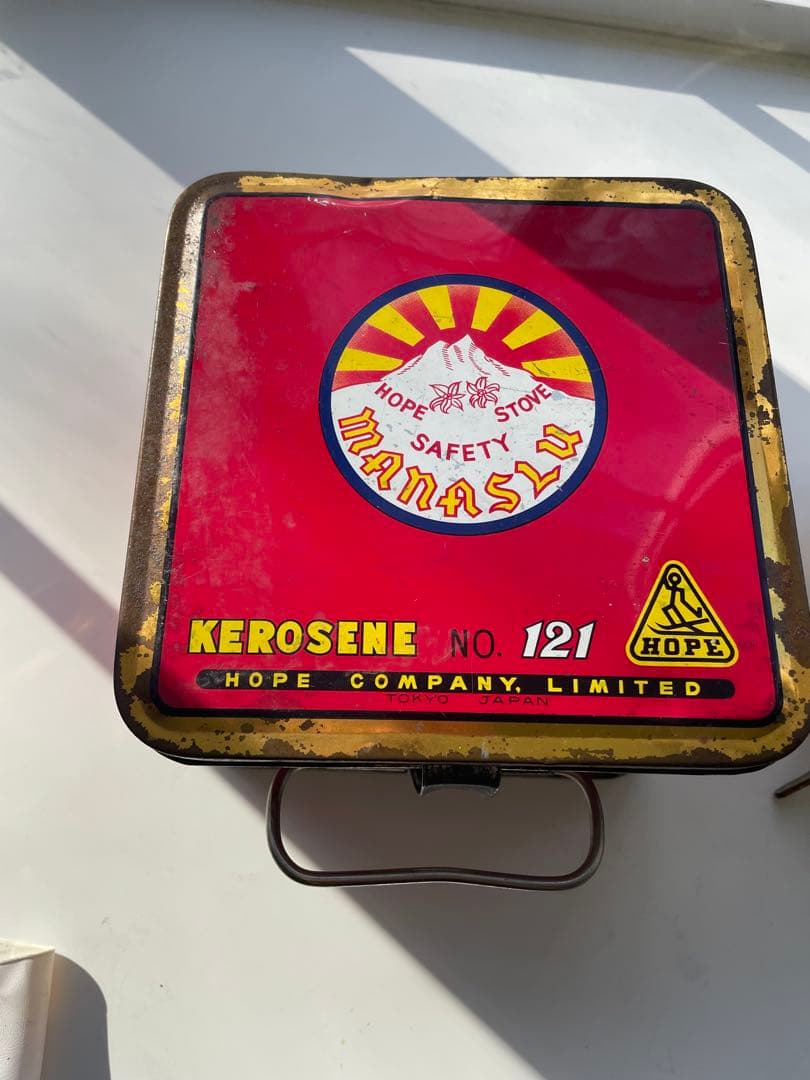 HOPE STOVE
SAFETY
MANASLU
KEROSENE NO. 121
HOPE
HOPE COMPANY, LIMITED
TOKYO JAPAN